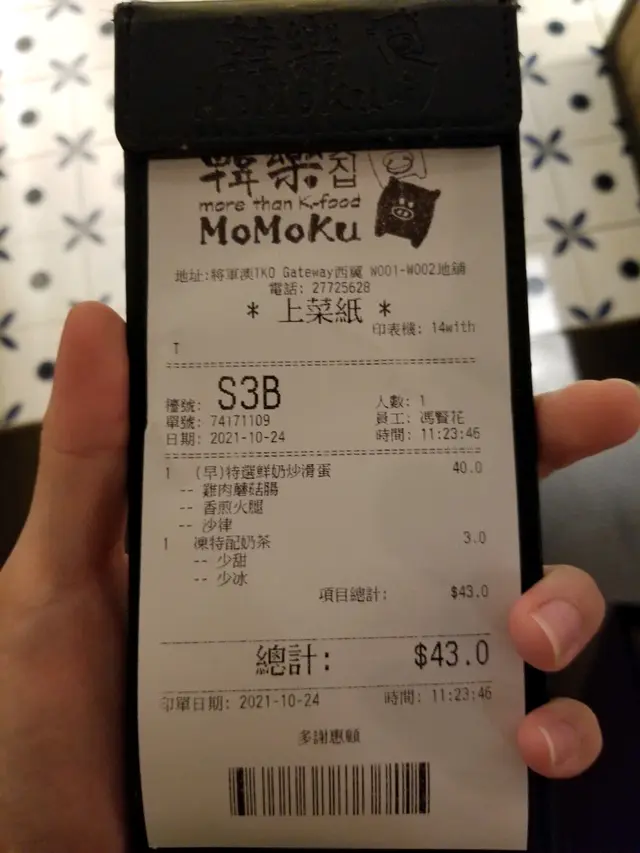 韓樂집
more than K-food
MoMoKu
地址:將軍澳TKO Gateway西翼 W001-W002地舖
電話: 27725628
* 上菜紙 *
印表機: 14with
T
檯號: S3B 人數: 1
單號: 74171109 員工: 馮賢花
日期: 2021-10-24 時間: 11:23:46
1 (早)特選鮮奶炒滑蛋 40.0
-- 雞肉蘑菇腸
-- 香煎火腿
-- 沙律
1 凍特配奶茶 3.0
-- 少甜
-- 少冰
項目總計: $43.0
總計: $43.0
印單日期: 2021-10-24 時間: 11:23:46
多謝惠顧